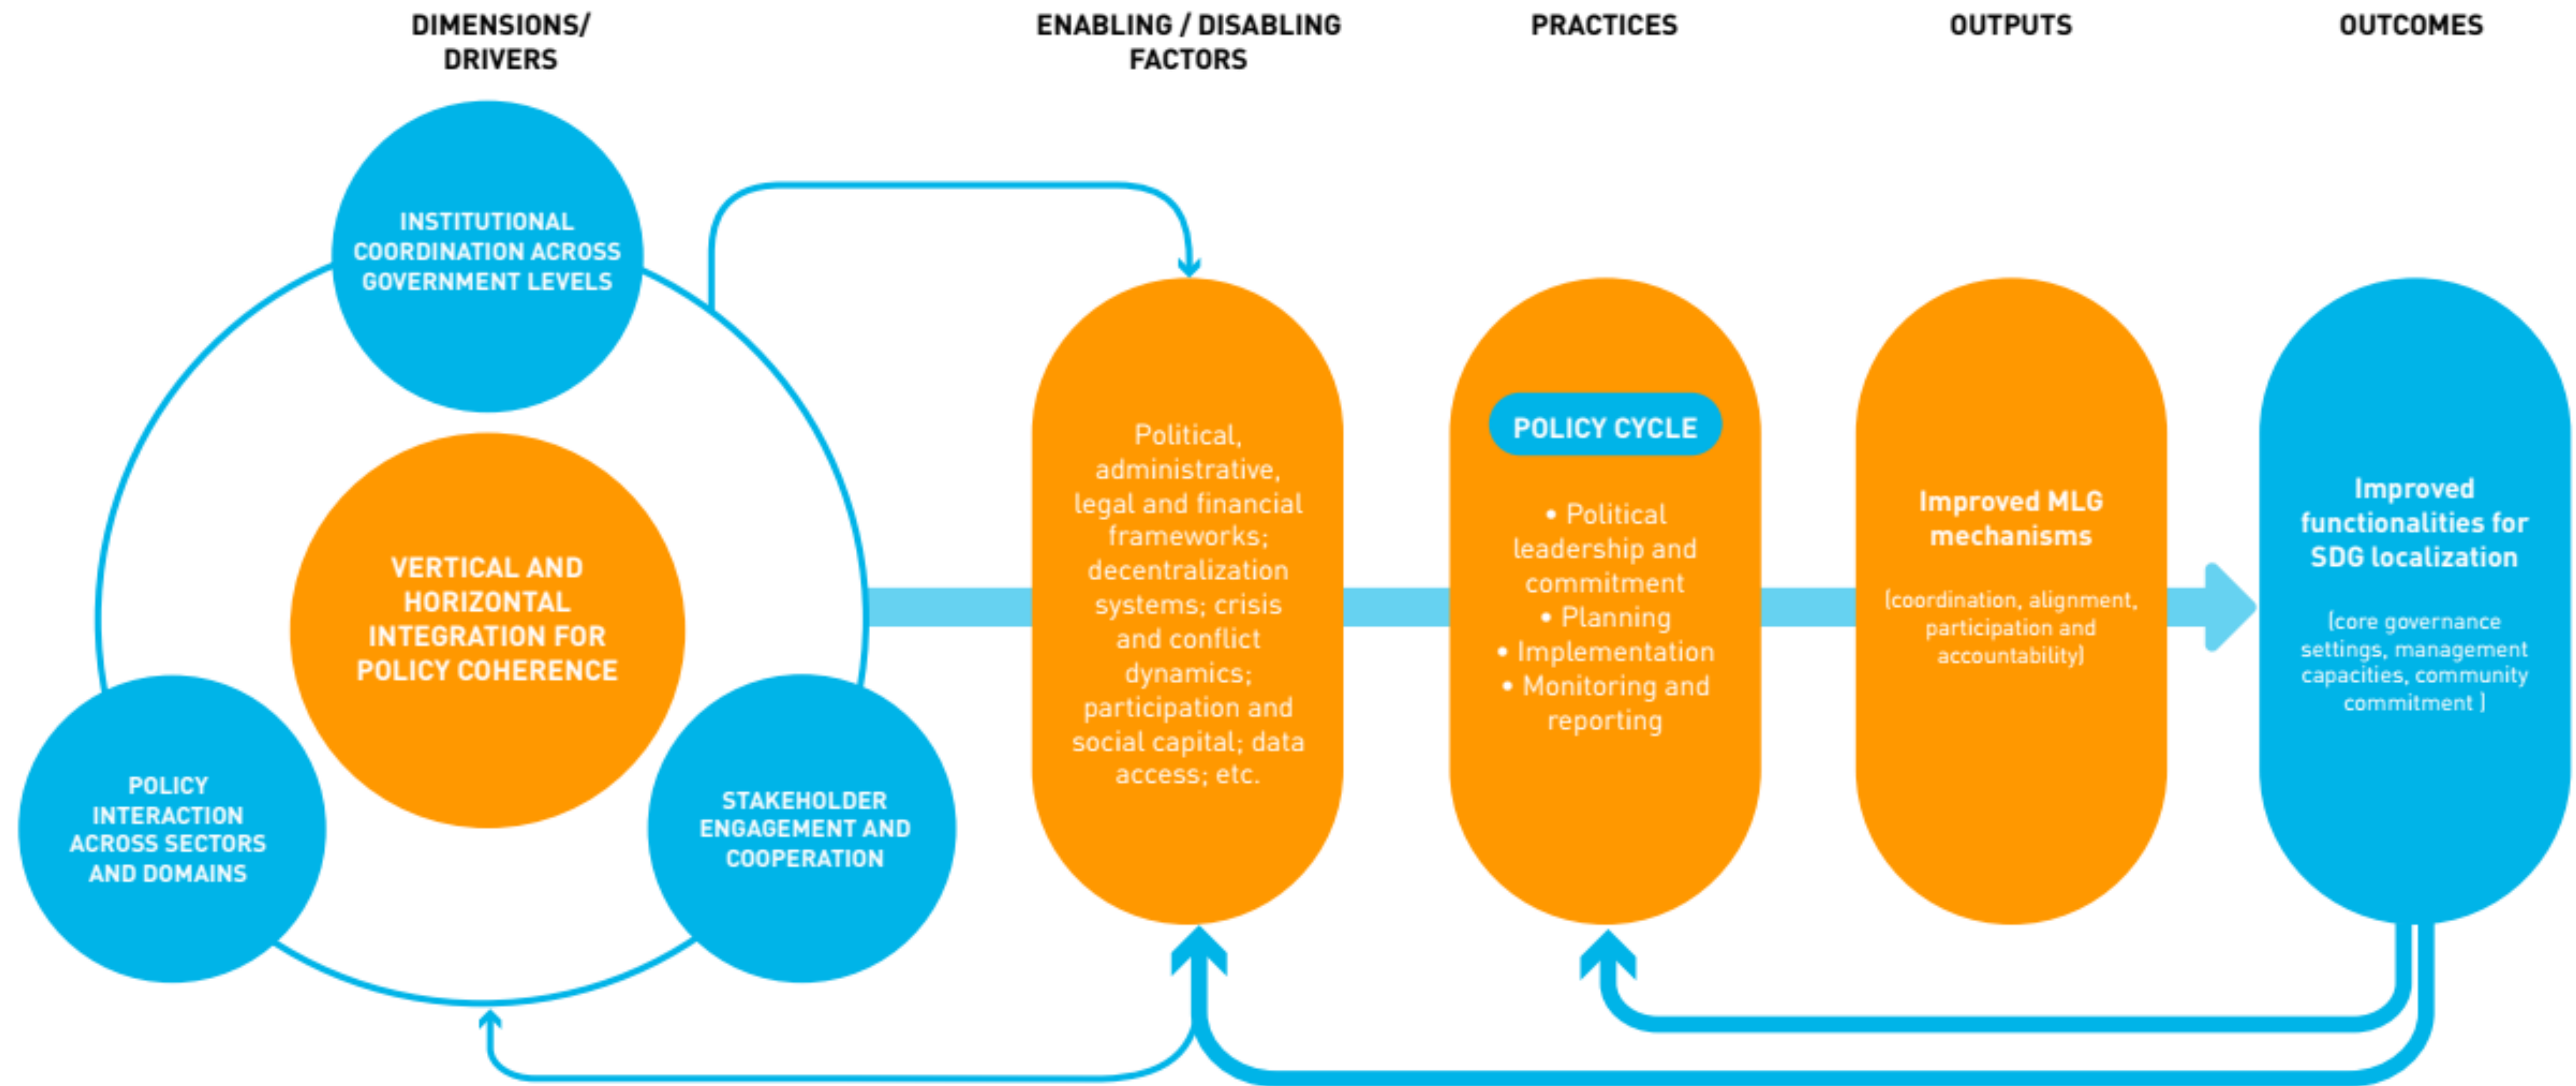 DIMENSIONS/
DRIVERS
ENABLING / DISABLING
FACTORS
PRACTICES
OUTPUTS
OUTCOMES
INSTITUTIONAL
COORDINATION ACROSS
GOVERNMENT LEVELS
VERTICAL AND
HORIZONTAL
INTEGRATION FOR
POLICY COHERENCE
POLICY
INTERACTION
ACROSS SECTORS
AND DOMAINS
STAKEHOLDER
ENGAGEMENT AND
COOPERATION
Political,
administrative,
legal and financial
frameworks;
decentralization
systems; crisis
and conflict
dynamics;
participation and
social capital; data
access; etc.
POLICY CYCLE
• Political
leadership and
commitment
• Planning
• Implementation
• Monitoring and
reporting
Improved MLG
mechanisms
(coordination, alignment,
participation and
accountability)
Improved
functionalities for
SDG localization
(core governance
settings, management
capacities, community
commitment )